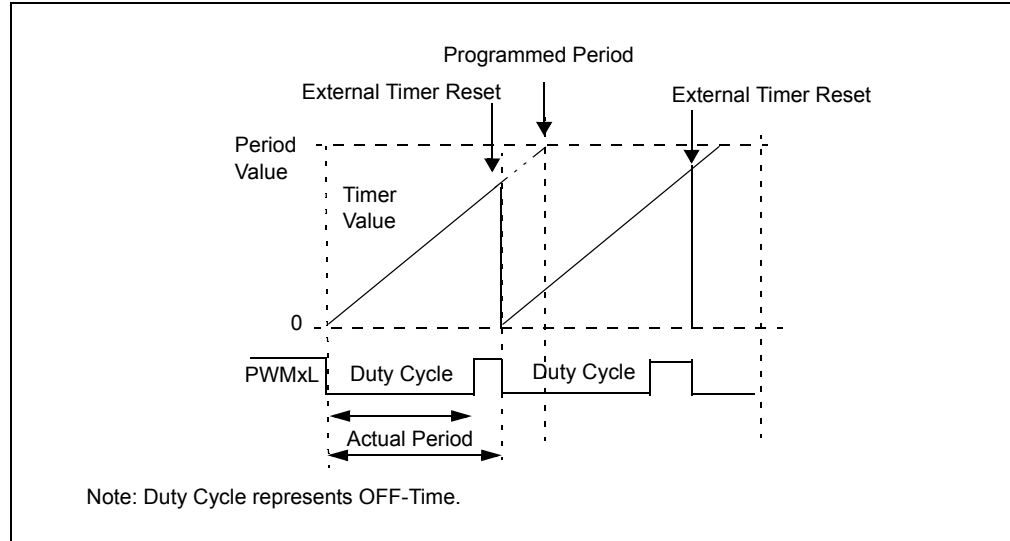 Programmed Period
External Timer Reset
External Timer Reset
Period
Value
Timer
Value
0
PWMxL
Duty Cycle
Duty Cycle
Actual Period
Note: Duty Cycle represents OFF-Time.